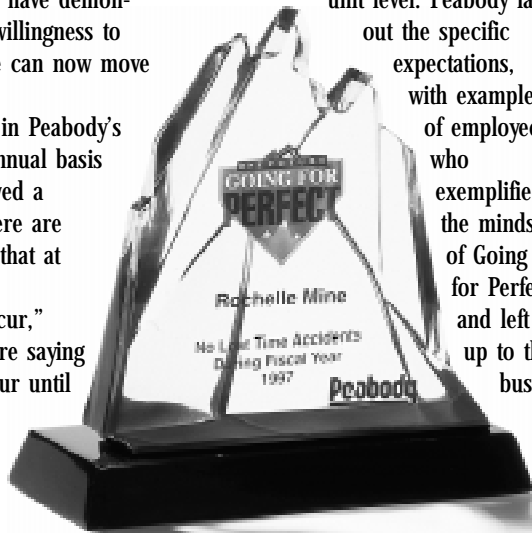 have demon-
willingness to
can now move
in Peabody's
nnual basis
ved a
ere are
that at
cur,"
re saying
ur until
GOING FOR
PERFECT
Rochelle Mine
No Lost Time Accidents
During Fiscal Year
1997
Peabody
unit level. Peabody la
out the specific
expectations,
with example
of employee
who
exemplifie
the minds
of Going
for Perfe
and left
up to th
bus